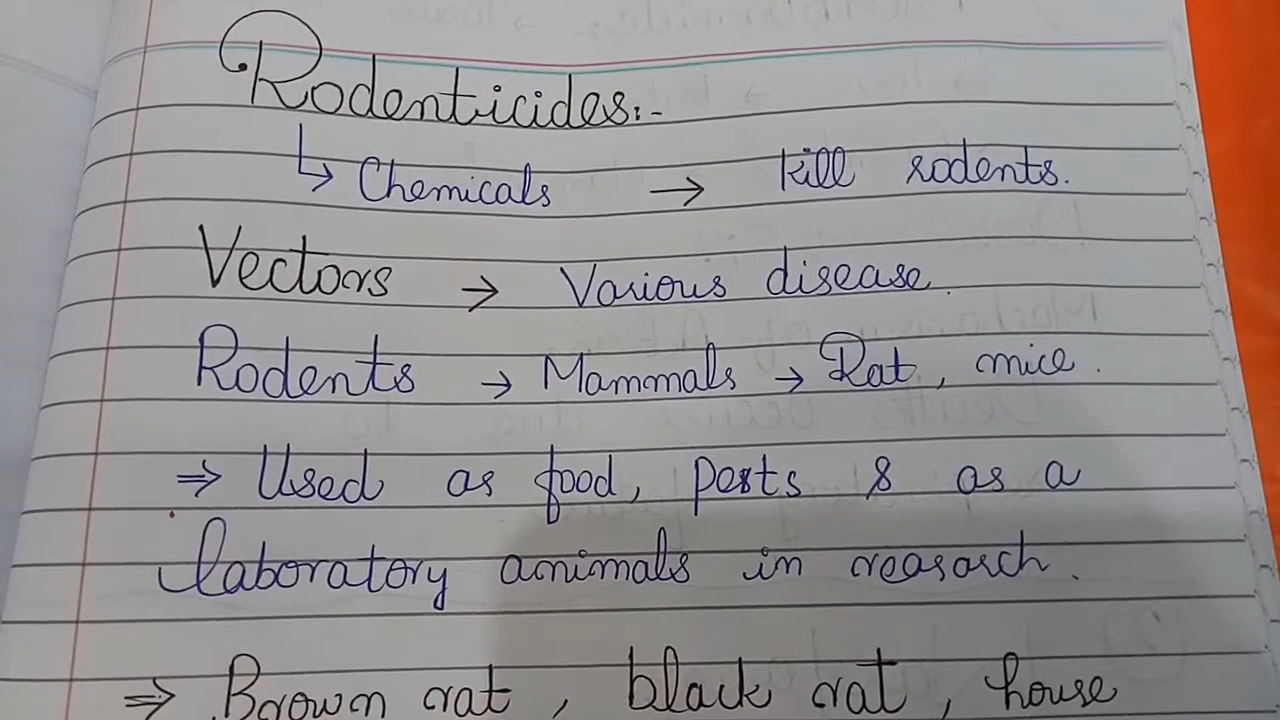 Rodenticides:-
↳ Chemicals → kill rodents.
Vectors → Various disease.
Rodents → Mammals → Rat, mice.
⇒ Used as food, pests & as a
laboratory animals in reasarch.
⇒ Brown rat, black rat, house